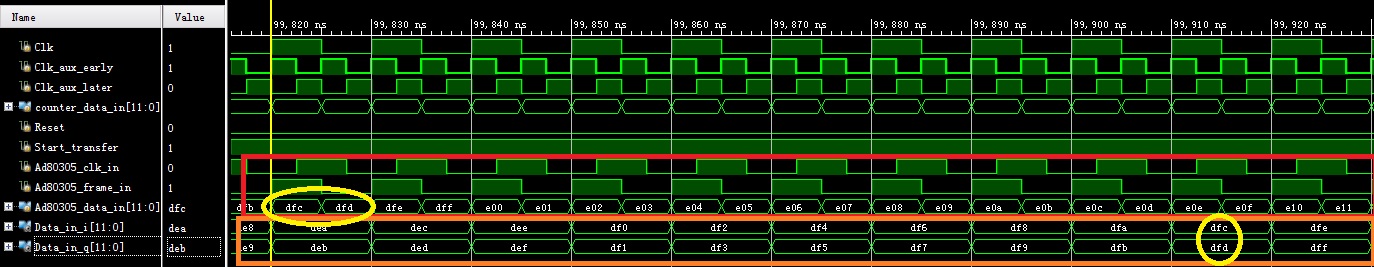 Name Value 99,820 ns 99,830 ns 99,840 ns 99,850 ns 99,860 ns 99,870 ns 99,880 ns 99,890 ns 99,900 ns 99,910 ns 99,920 ns
Clk 1
Clk_aux_early 1
Clk_aux_later 0
counter_data_in[11:0]
Reset 0
Start_transfer 1
Ad80305_clk_in 0
Ad80305_frame_in 1
Ad80305_data_in[11:0] dfc dfb dfc dfd dfe dff e00 e01 e02 e03 e04 e05 e06 e07 e08 e09 e0a e0b e0c e0d e0e e0f e10 e11
Data_in_i[11:0] dea de8 dea dec dee df0 df2 df4 df6 df8 dfa dfc dfe
Data_in_q[11:0] deb de9 deb ded def df1 df3 df5 df7 df9 dfb dfd dff